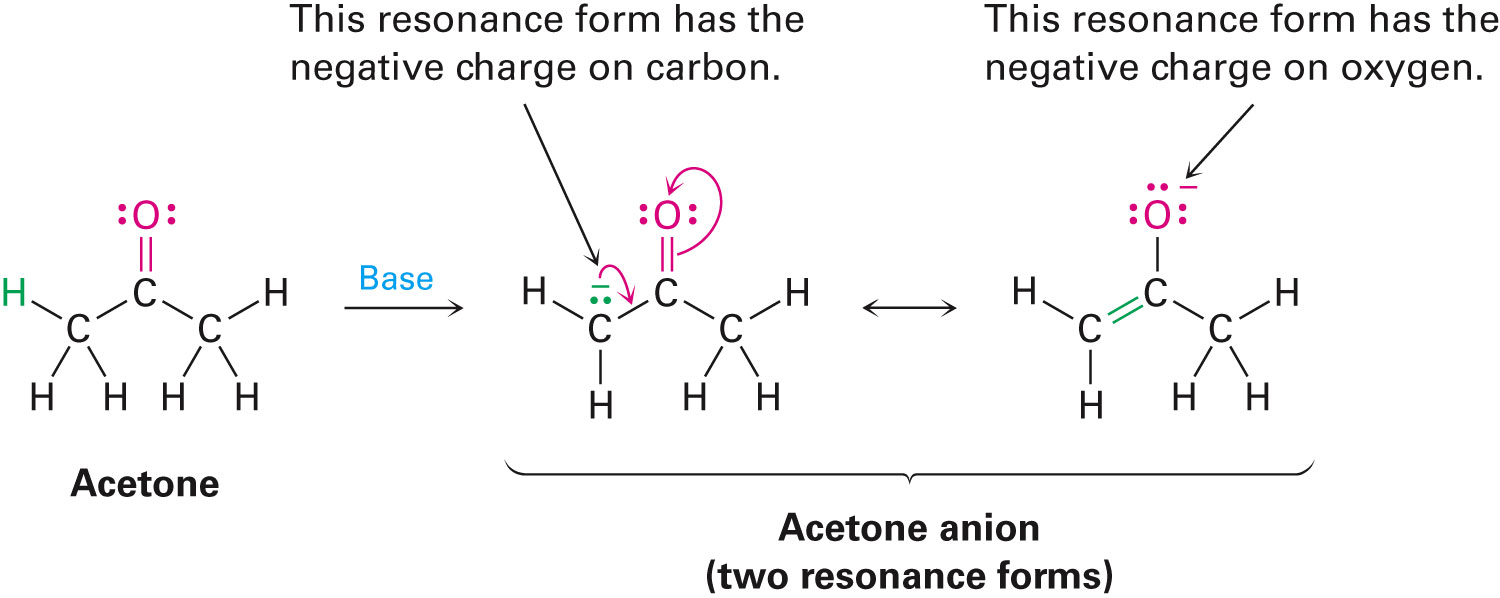 This resonance form has the
negative charge on carbon.
This resonance form has the
negative charge on oxygen.
:O:
H
C
H
C
C
H
H
H
H
Base
:O:
H
−
:
C
H
C
C
H
H
H
:O:
−
H
C
H
C
C
H
H
H
Acetone
Acetone anion
(two resonance forms)